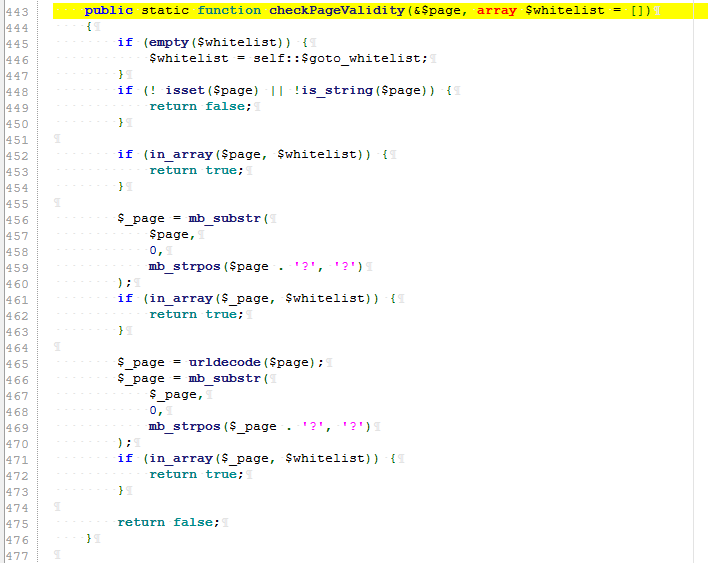 443 public static function checkPageValidity(&$page, array $whitelist = [])¶
444 {¶
445 if (empty($whitelist)) {¶
446 $whitelist = self::$goto_whitelist;¶
447 }¶
448 if (! isset($page) || !is_string($page)) {¶
449 return false;¶
450 }¶
451 ¶
452 if (in_array($page, $whitelist)) {¶
453 return true;¶
454 }¶
455 ¶
456 $_page = mb_substr(¶
457 $page,¶
458 0,¶
459 mb_strpos($page . '?', '?')¶
460 );¶
461 if (in_array($_page, $whitelist)) {¶
462 return true;¶
463 }¶
464 ¶
465 $_page = urldecode($page);¶
466 $_page = mb_substr(¶
467 $_page,¶
468 0,¶
469 mb_strpos($_page . '?', '?')¶
470 );¶
471 if (in_array($_page, $whitelist)) {¶
472 return true;¶
473 }¶
474 ¶
475 return false;¶
476 }¶
477 ¶